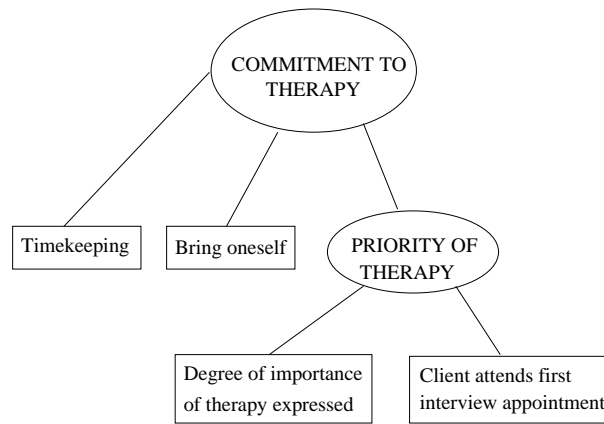 COMMITMENT TO
THERAPY
Timekeeping
Bring oneself
PRIORITY OF
THERAPY
Degree of importance
of therapy expressed
Client attends first
interview appointment